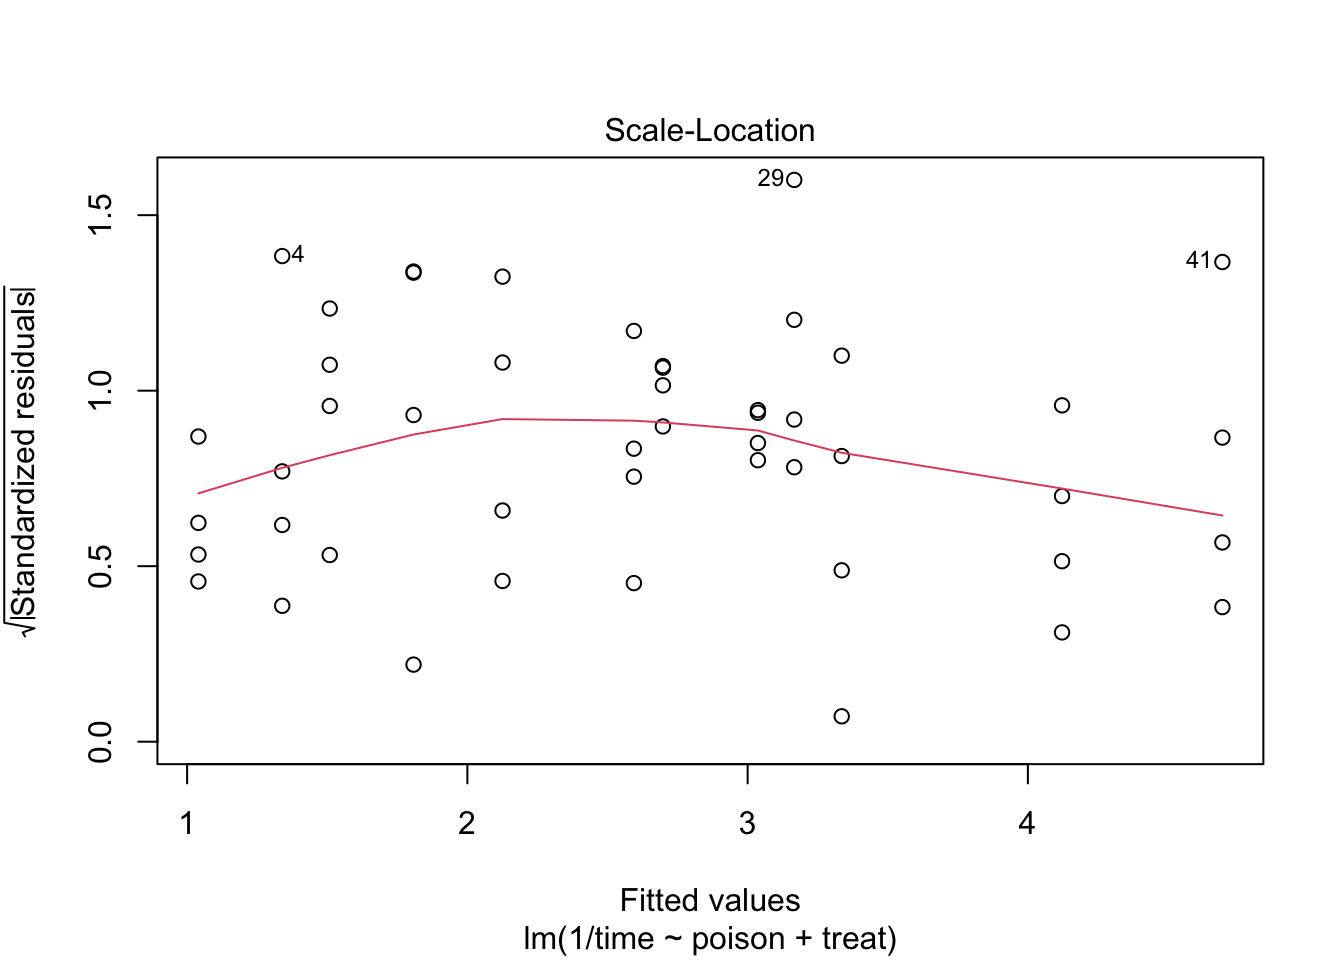 Scale-Location
√|Standardized residuals|
1.5
1.0
0.5
0.0
29
4
41
1 2 3 4
Fitted values
lm(1/time ~ poison + treat)